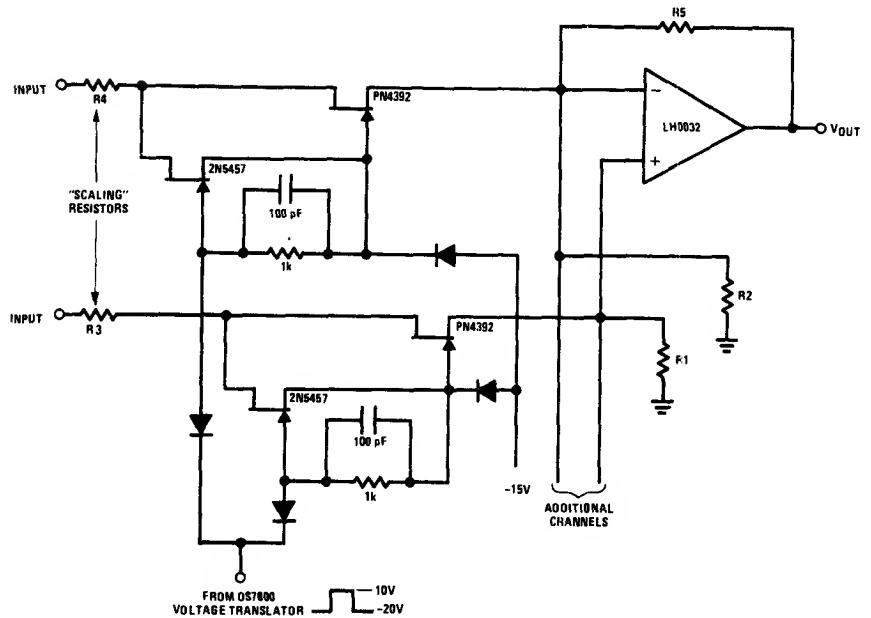 R5
INPUT
R4
PN4392
−
LH0032
+
VOUT
2N5457
"SCALING"
RESISTORS
100 pF
1k
R2
INPUT
R3
PN4392
R1
2N5457
100 pF
1k
−15V
ADDITIONAL
CHANNELS
FROM OS7800
VOLTAGE TRANSLATOR
10V
−20V